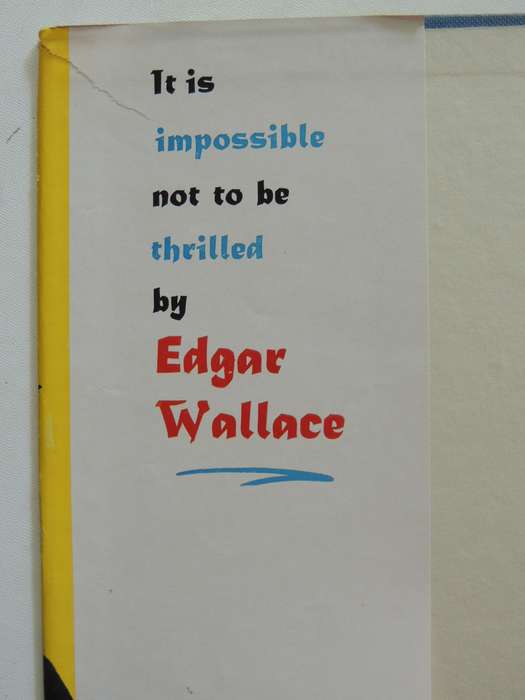 It is
impossible
not to be
thrilled
by
Edgar
Wallace